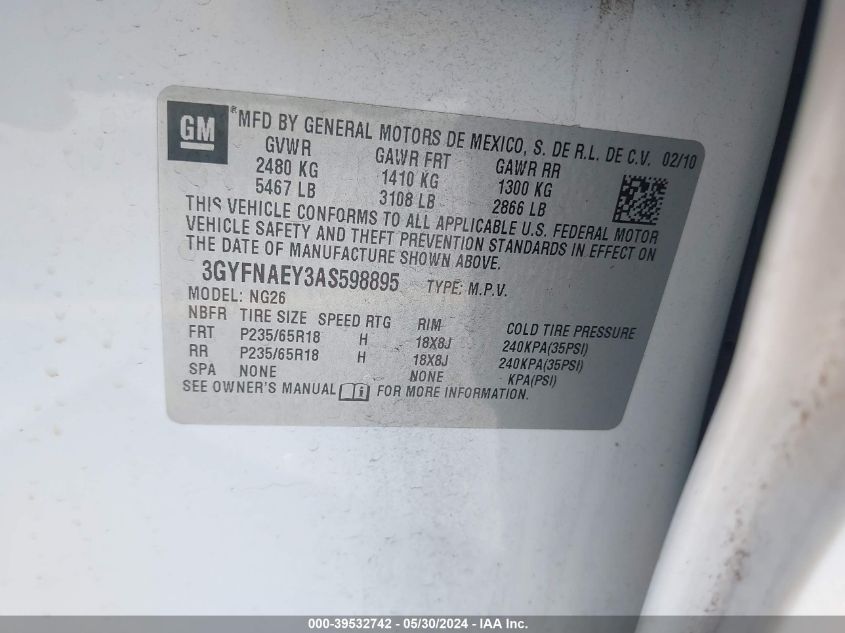 GM ® MFD BY GENERAL MOTORS DE MEXICO, S. DE R.L. DE C.V. 02/10
GVWR GAWR FRT GAWR RR
2480 KG 1410 KG 1300 KG
5467 LB 3108 LB 2866 LB
THIS VEHICLE CONFORMS TO ALL APPLICABLE U.S. FEDERAL MOTOR
VEHICLE SAFETY AND THEFT PREVENTION STANDARDS IN EFFECT ON
THE DATE OF MANUFACTURE SHOWN ABOVE.
3GYFNAEY3AS598895 TYPE: M.P.V.
MODEL: NG26
NBFR TIRE SIZE SPEED RTG RIM COLD TIRE PRESSURE
FRT P235/65R18 H 18X8J 240KPA(35PSI)
RR P235/65R18 H 18X8J 240KPA(35PSI)
SPA NONE NONE KPA(PSI)
SEE OWNER'S MANUAL FOR MORE INFORMATION.
000-39532742 - 05/30/2024 - IAA Inc.